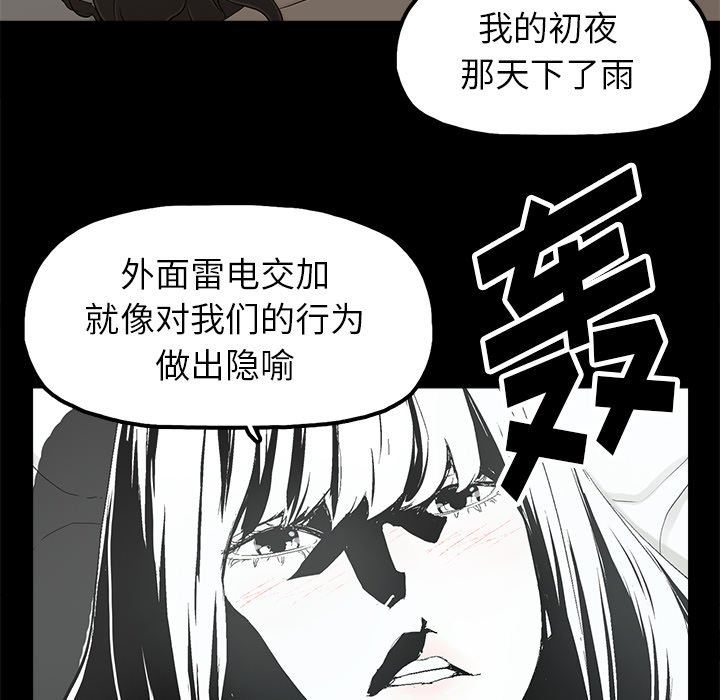 我的初夜
那天下了雨
轰
外面雷电交加
就像对我们的行为
做出隐喻